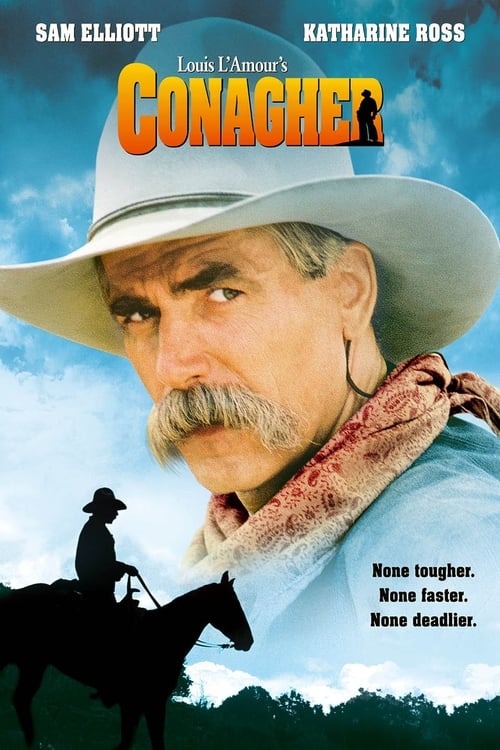 SAM ELLIOTT
KATHARINE ROSS
Louis L'Amour's
CONAGHER
None tougher.
None faster.
None deadlier.